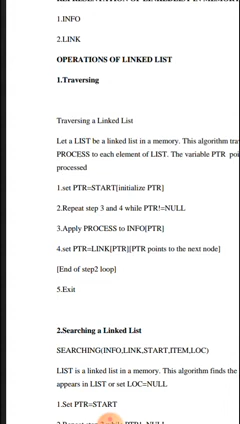 REPRESENTATION OF LINKEDLIST IN MEMORY
1.INFO
2.LINK
OPERATIONS OF LINKED LIST
1.Traversing
Traversing a Linked List
Let a LIST be a linked list in a memory. This algorithm
PROCESS to each element of LIST. The variable PTR
processed
1.set PTR=START[initialize PTR]
2.Repeat step 3 and 4 while PTR!=NULL
3.Apply PROCESS to INFO[PTR]
4.set PTR=LINK[PTR][PTR points to the next node]
[End of step2 loop]
5.Exit
2.Searching a Linked List
SEARCHING(INFO,LINK,START,ITEM,LOC)
LIST is a linked list in a memory. This algorithm finds the
appears in LIST or set LOC=NULL
1.Set PTR=START